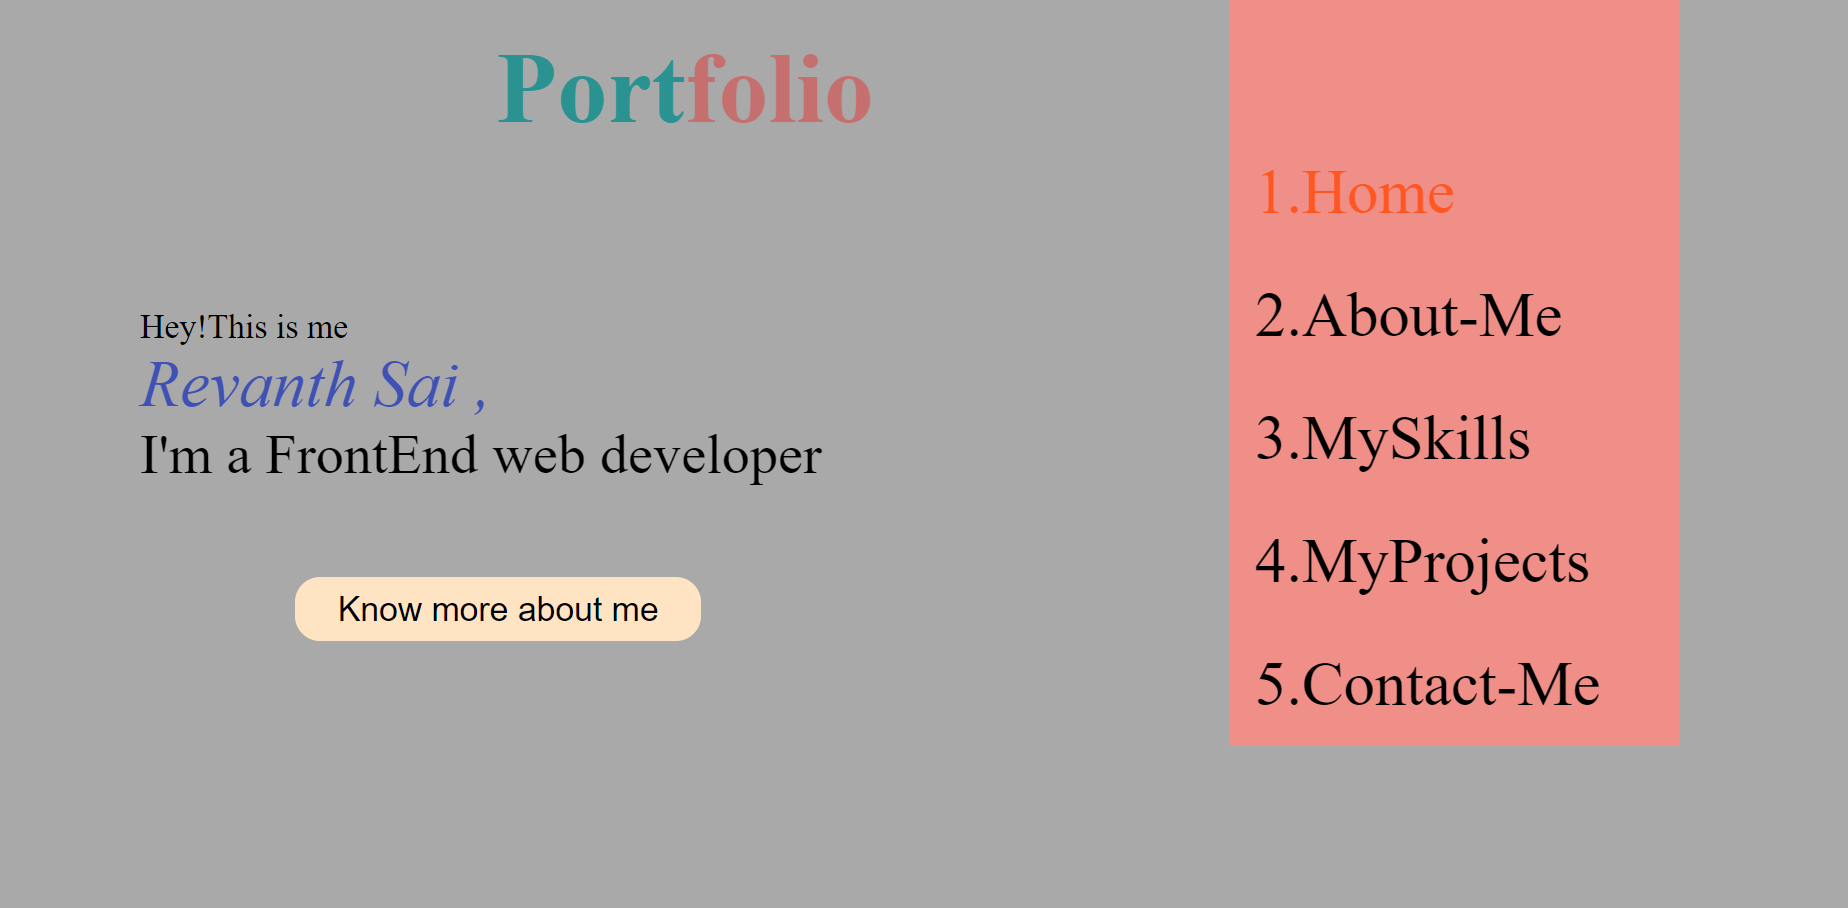 Portfolio
Hey!This is me
Revanth Sai ,
I'm a FrontEnd web developer
Know more about me
1.Home
2.About-Me
3.MySkills
4.MyProjects
5.Contact-Me